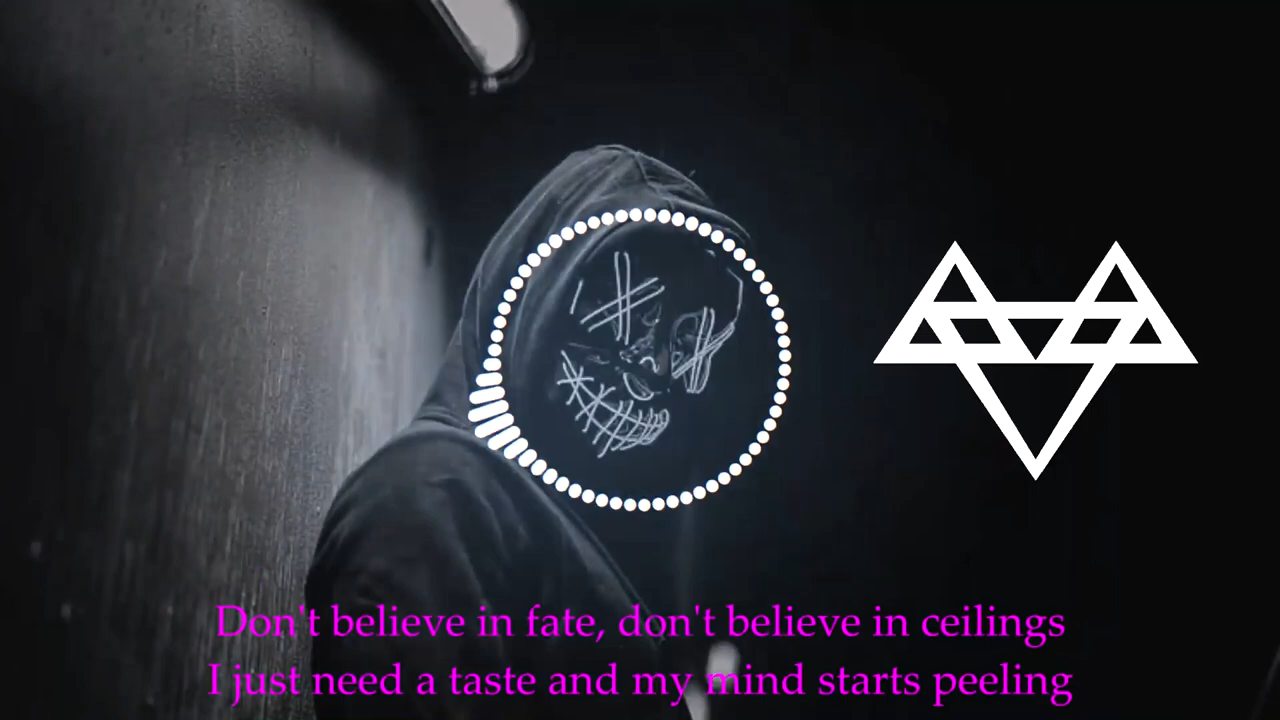 Don't believe in fate, don't believe in ceilings
I just need a taste and my mind starts peeling